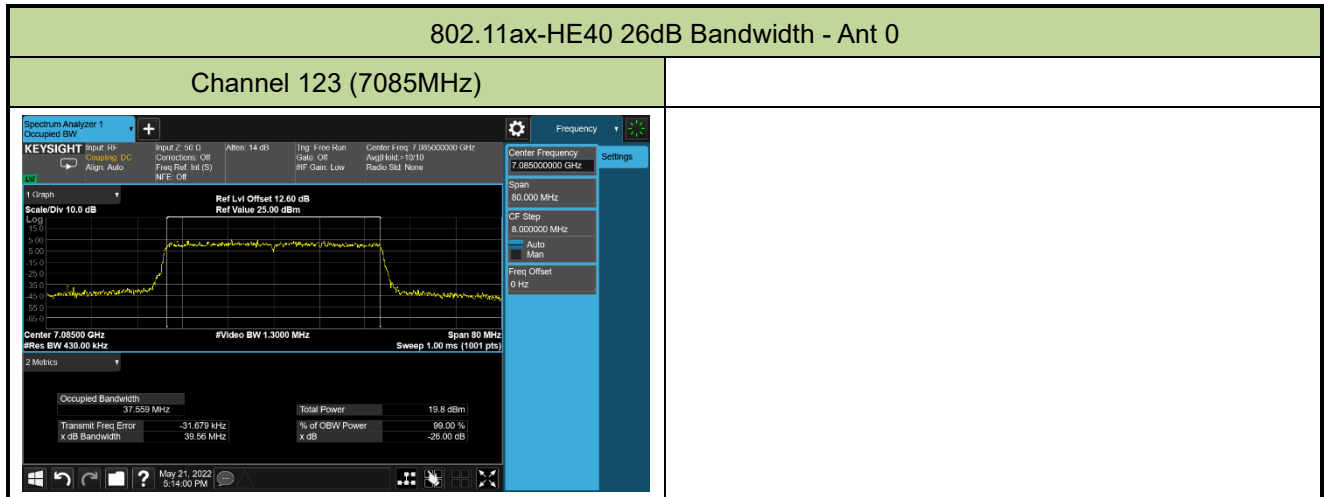 802.11ax-HE40 26dB Bandwidth - Ant 0
Channel 123 (7085MHz)
Spectrum Analyzer 1
Occupied BW
+
Frequency
KEYSIGHT Input: RF
Coupling: DC
Align: Auto
Input Z: 50 Ω
Corrections: Off
Freq Ref: Int (S)
NFE: Off
Atten: 14 dB
Trig: Free Run
Gate: Off
#IF Gain: Low
Center Freq: 7.085000000 GHz
Avg|Hold:>10/10
Radio Std: None
Center Frequency
7.085000000 GHz
Settings
Span
80.000 MHz
CF Step
8.000000 MHz
Auto
Man
Freq Offset
0 Hz
1 Graph
Scale/Div 10.0 dB
Ref Lvl Offset 12.60 dB
Ref Value 25.00 dBm
Log
15.0
5.00
-5.00
-15.0
-25.0
-35.0
-45.0
-55.0
-65.0
Center 7.08500 GHz
#Video BW 1.3000 MHz
Span 80 MHz
#Res BW 430.00 kHz
Sweep 1.00 ms (1001 pts)
2 Metrics
Occupied Bandwidth
37.559 MHz
Total Power 19.8 dBm
Transmit Freq Error -31.679 kHz
% of OBW Power 99.00 %
x dB Bandwidth 39.56 MHz
x dB -26.00 dB
?
May 21, 2022
5:14:00 PM